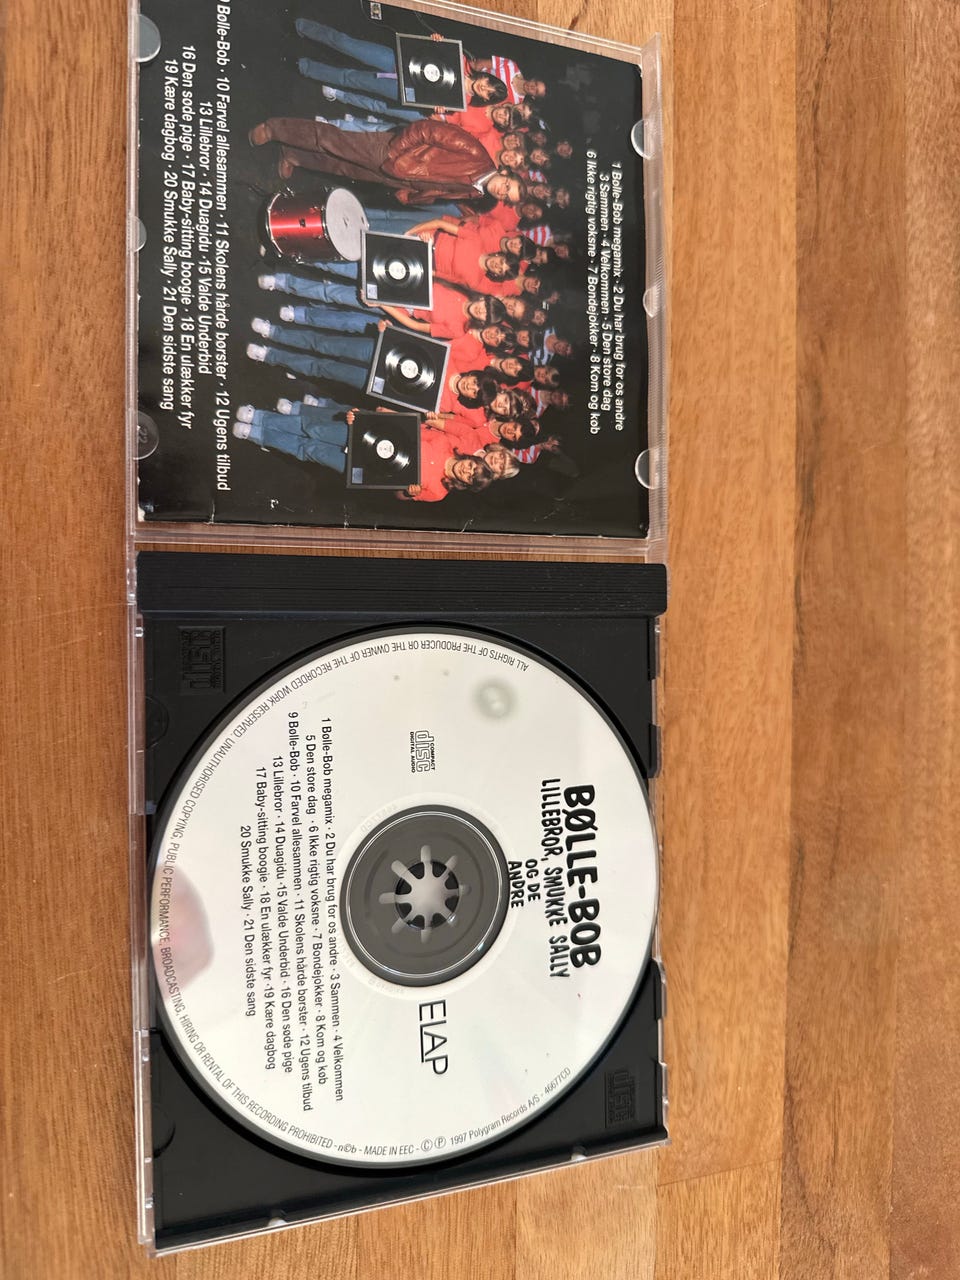 1 Bølle-Bob megamix · 2 Du har brug for os andre
3 Sammen · 4 Velkommen · 5 Den store dag
6 Ikke rigtig voksne · 7 Bondejokker · 8 Kom og køb
9 Bølle-Bob · 10 Farvel allesammen · 11 Skolens hårde børster · 12 Ugens tilbud
13 Lillebror · 14 Duagidu · 15 Valde Underbid
16 Den søde pige · 17 Baby-sitting boogie · 18 En ulækker fyr
19 Kære dagbog · 20 Smukke Sally · 21 Den sidste sang
22
BØLLE-BOB
LILLEBROR, SMUKKE SALLY
OG DE
ANDRE
COMPACT
disc
DIGITAL AUDIO
ELAP
1 Bølle-Bob megamix · 2 Du har brug for os andre · 3 Sammen · 4 Velkommen
5 Den store dag · 6 Ikke rigtig voksne · 7 Bondejokker · 8 Kom og køb
9 Bølle-Bob · 10 Farvel allesammen · 11 Skolens hårde børster · 12 Ugens tilbud
13 Lillebror · 14 Duagidu · 15 Valde Underbid · 16 Den søde pige
17 Baby-sitting boogie · 18 En ulækker fyr · 19 Kære dagbog
20 Smukke Sally · 21 Den sidste sang
ALL RIGHTS OF THE PRODUCER OR THE OWNER OF THE RECORDED WORK RESERVED. UNAUTHORISED COPYING, PUBLIC PERFORMANCE, BROADCASTING, HIRING OR RENTAL OF THIS RECORDING PROHIBITED - n©b - MADE IN EEC - Ⓒ Ⓟ 1997 Polygram Records A/S - 46677CD
disc
disc